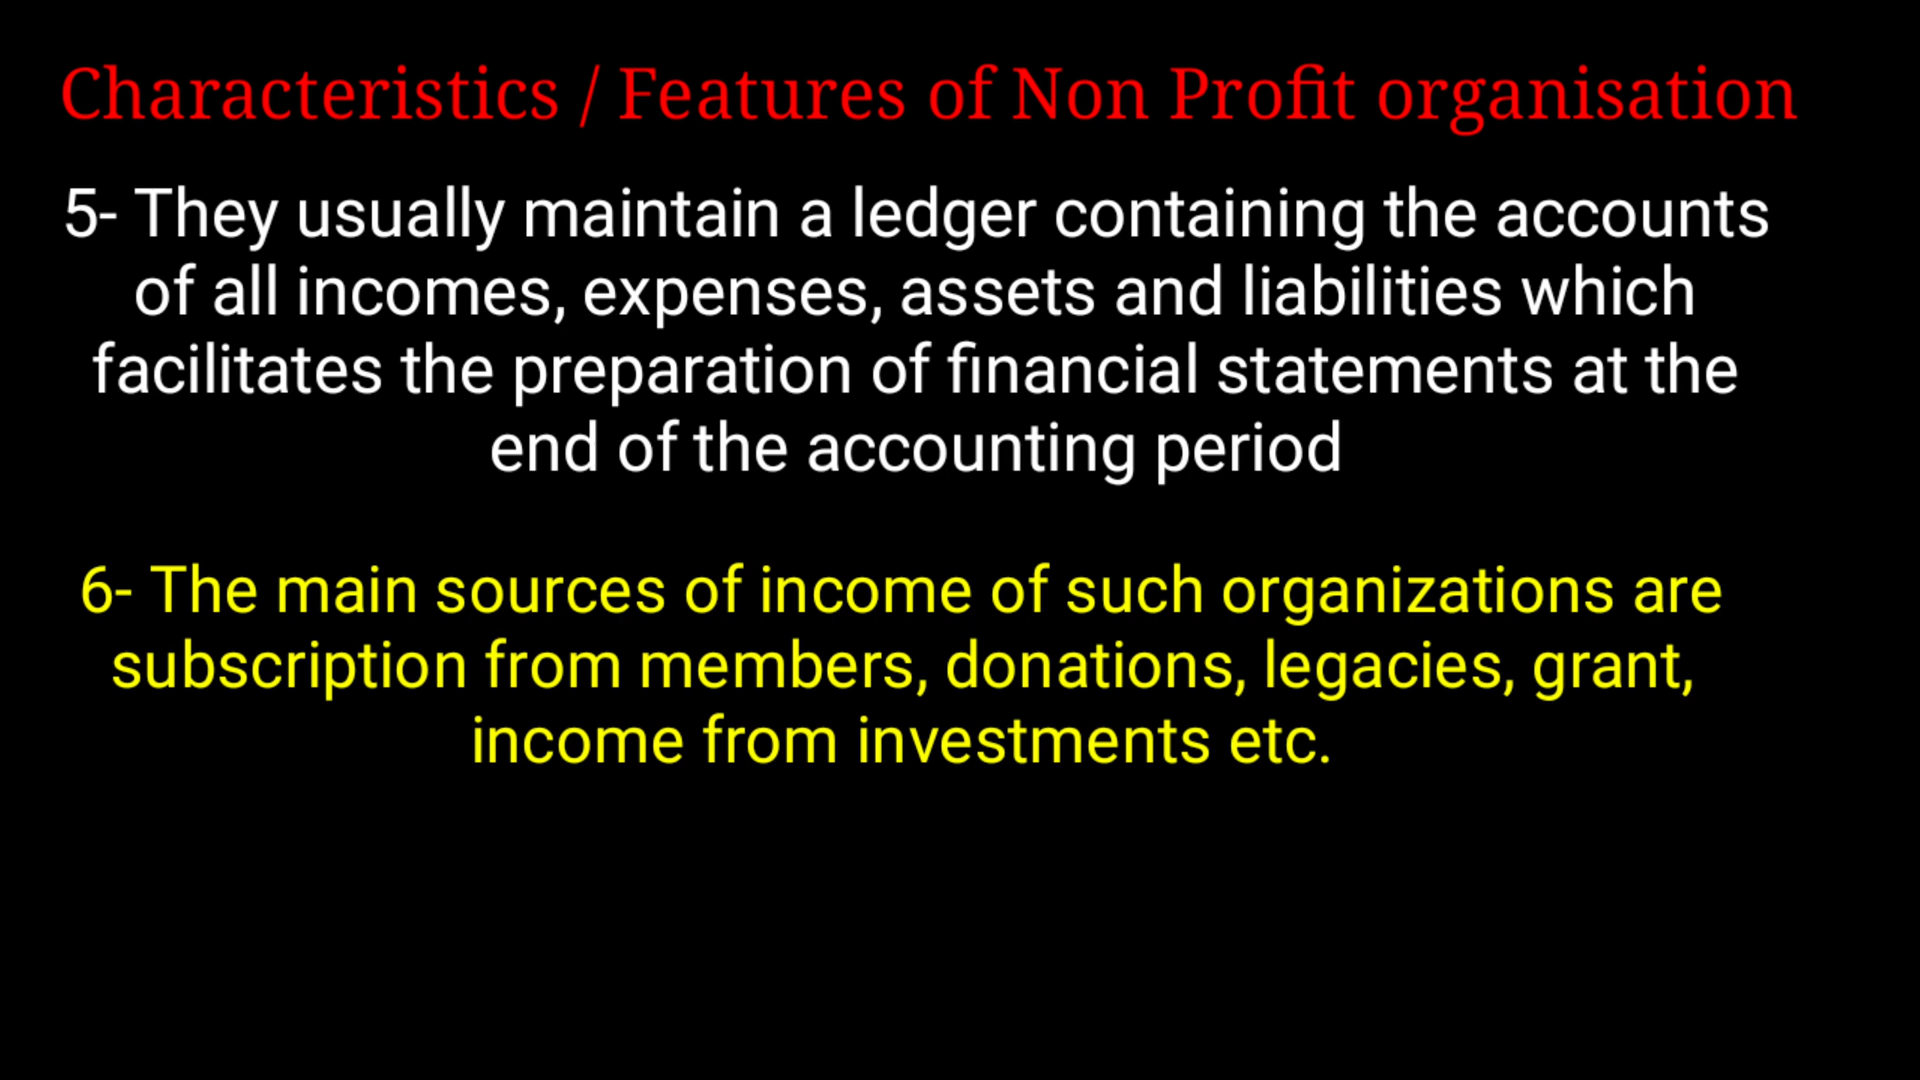 Characteristics / Features of Non Profit organisation
5- They usually maintain a ledger containing the accounts
of all incomes, expenses, assets and liabilities which
facilitates the preparation of financial statements at the
end of the accounting period
6- The main sources of income of such organizations are
subscription from members, donations, legacies, grant,
income from investments etc.